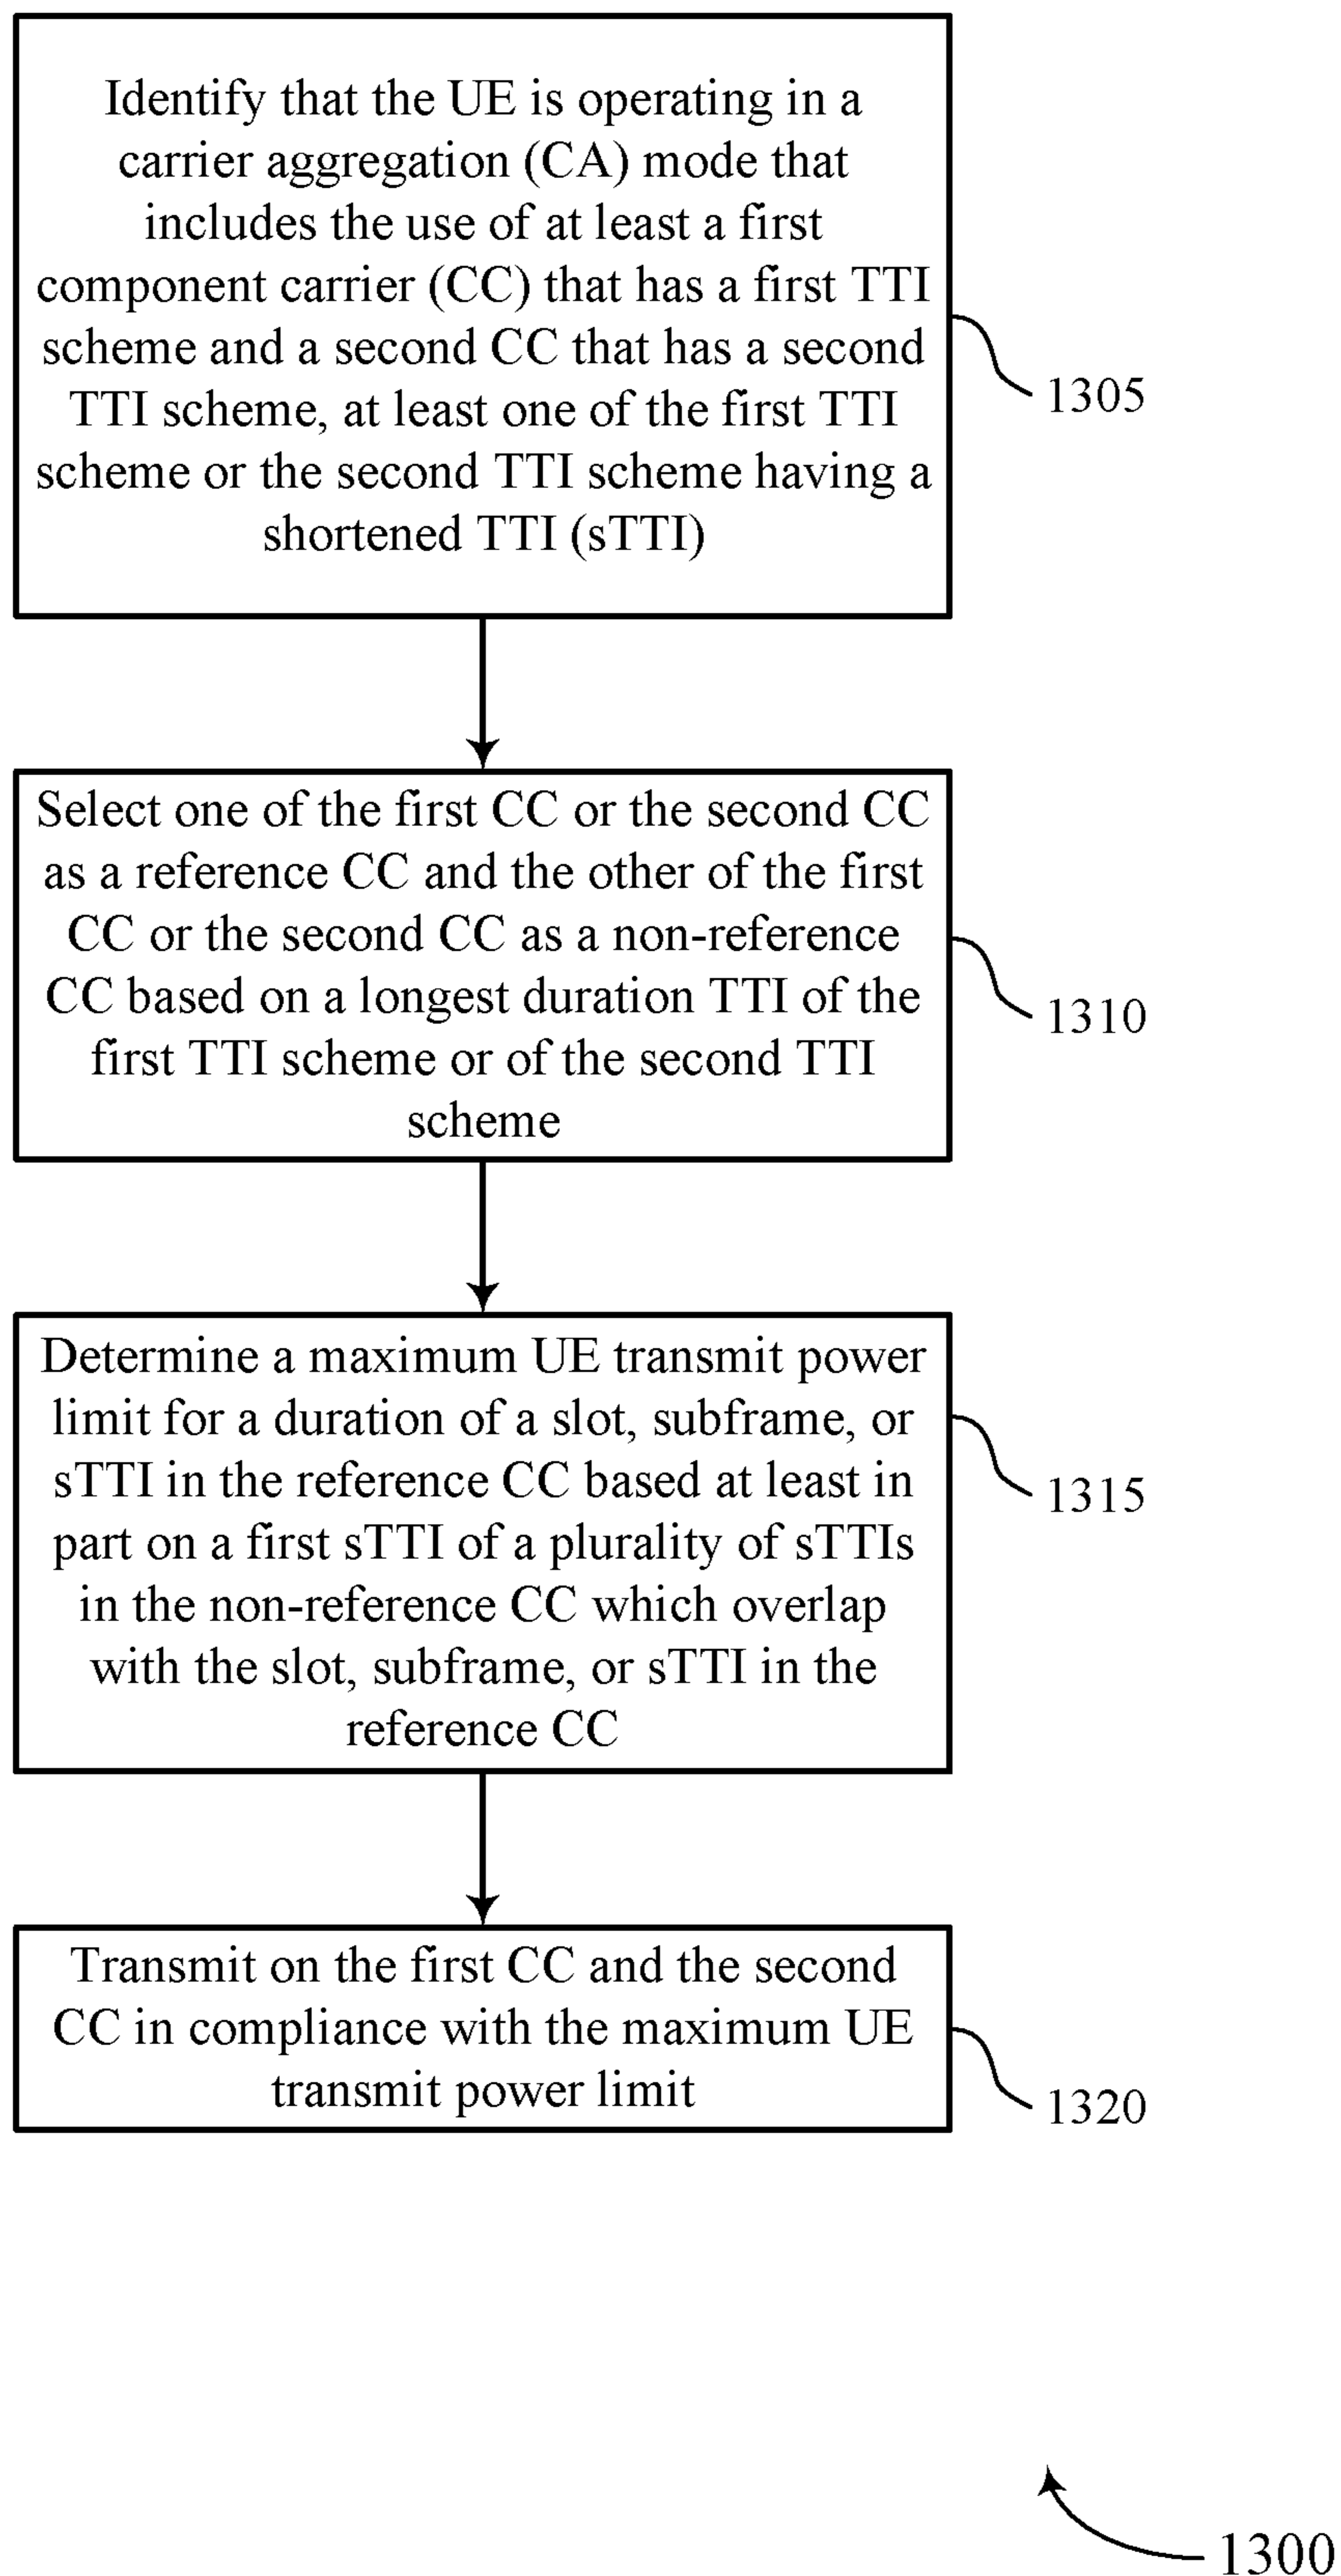 Identify that the UE is operating in a
carrier aggregation (CA) mode that
includes the use of at least a first
component carrier (CC) that has a first TTI
scheme and a second CC that has a second
TTI scheme, at least one of the first TTI
scheme or the second TTI scheme having a
shortened TTI (sTTI)
1305
Select one of the first CC or the second CC
as a reference CC and the other of the first
CC or the second CC as a non-reference
CC based on a longest duration TTI of the
first TTI scheme or of the second TTI
scheme
1310
Determine a maximum UE transmit power
limit for a duration of a slot, subframe, or
sTTI in the reference CC based at least in
part on a first sTTI of a plurality of sTTIs
in the non-reference CC which overlap
with the slot, subframe, or sTTI in the
reference CC
1315
Transmit on the first CC and the second
CC in compliance with the maximum UE
transmit power limit
1320
1300